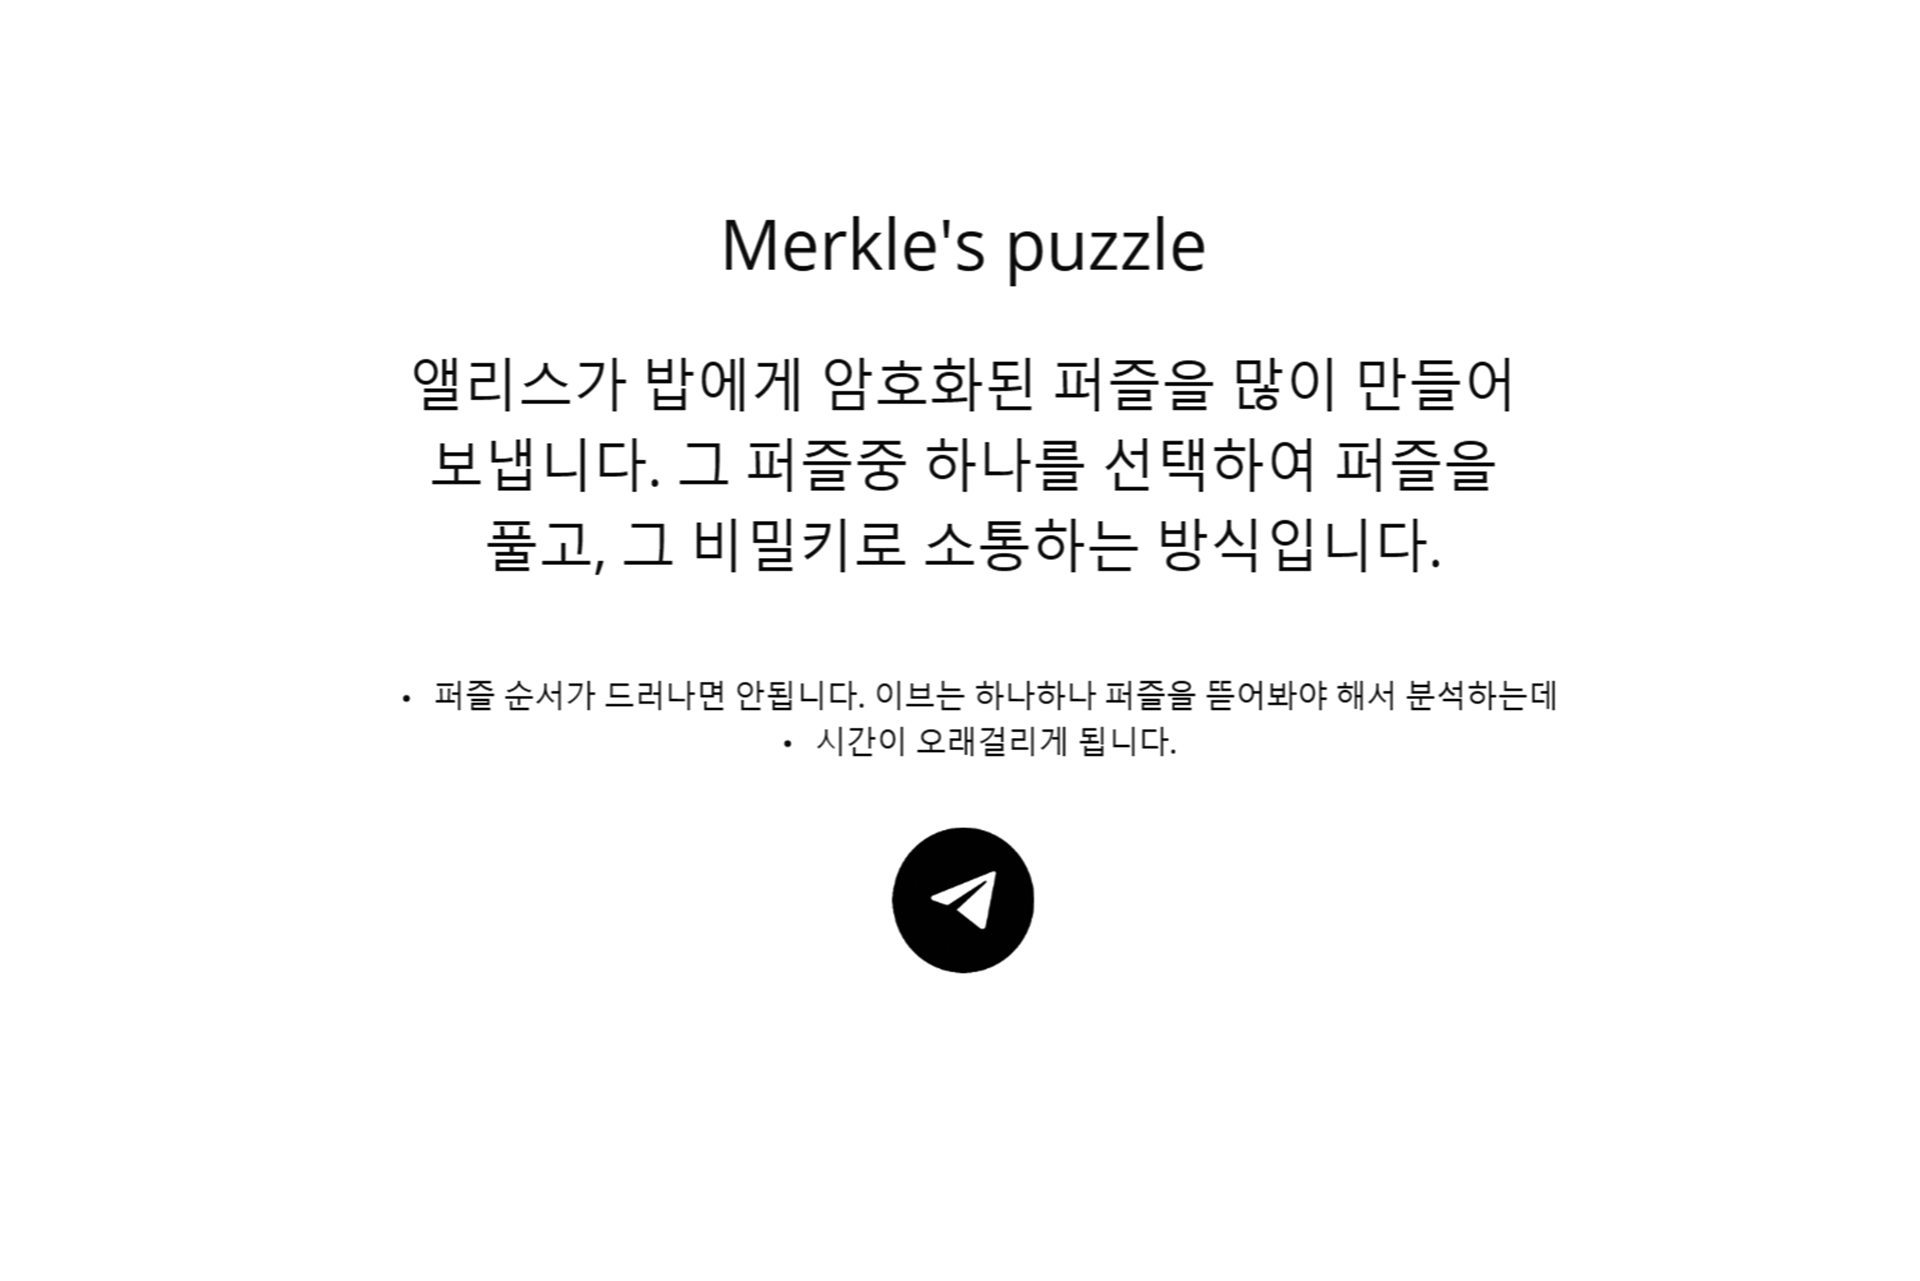 Merkle's puzzle
앨리스가 밥에게 암호화된 퍼즐을 많이 만들어
보냅니다. 그 퍼즐중 하나를 선택하여 퍼즐을
풀고, 그 비밀키로 소통하는 방식입니다.
• 퍼즐 순서가 드러나면 안됩니다. 이브는 하나하나 퍼즐을 뜯어봐야 해서 분석하는데
• 시간이 오래걸리게 됩니다.